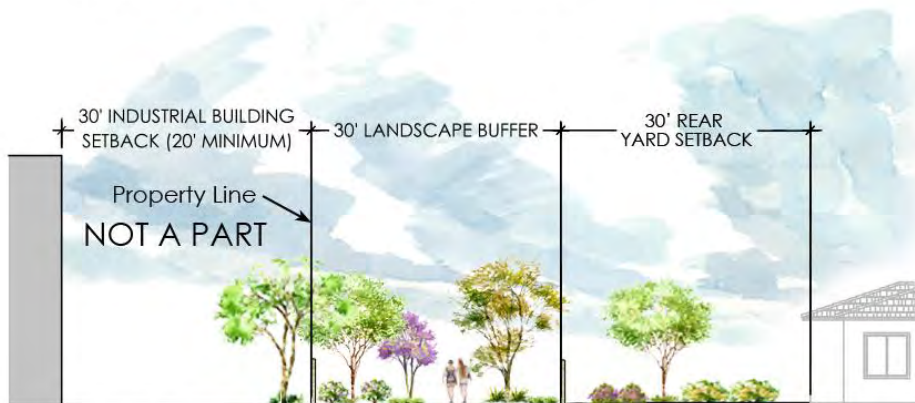 30' INDUSTRIAL BUILDING
SETBACK (20' MINIMUM)
30' LANDSCAPE BUFFER
30’ REAR
YARD SETBACK
Property Line
NOT A PART